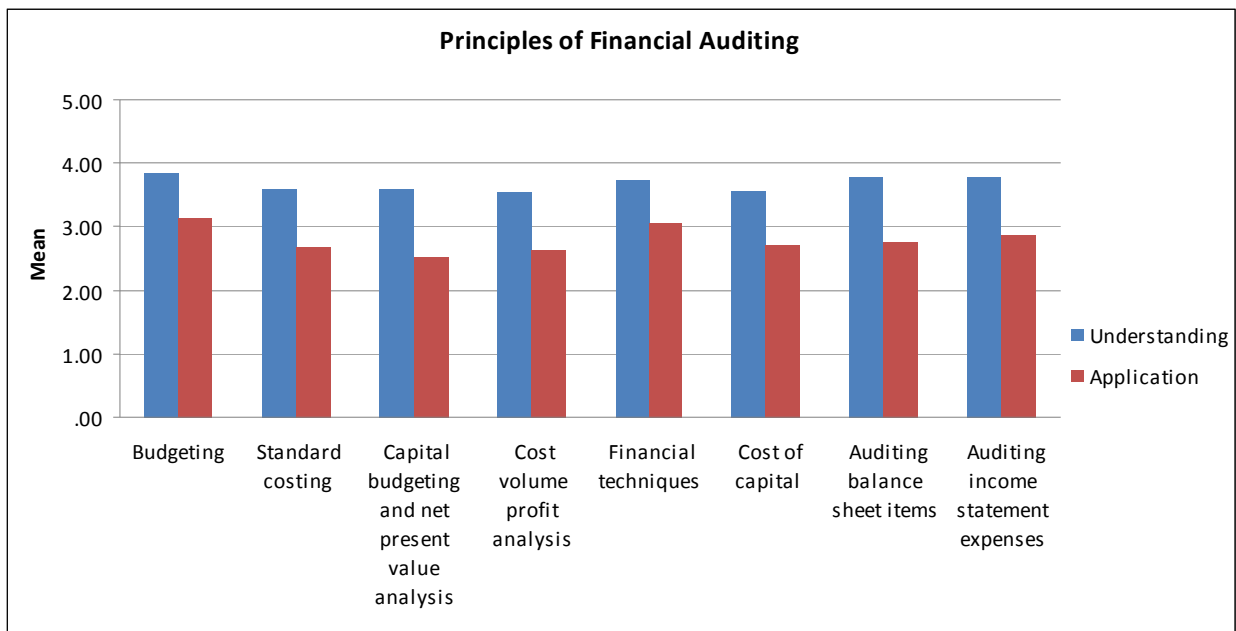 Principles of Financial Auditing
5.00
4.00
3.00
2.00
1.00
.00
Mean
Understanding
Application
Budgeting
Standard
costing
Capital
budgeting
and net
present
value
analysis
Cost
volume
profit
analysis
Financial
techniques
Cost of
capital
Auditing
balance
sheet items
Auditing
income
statement
expenses